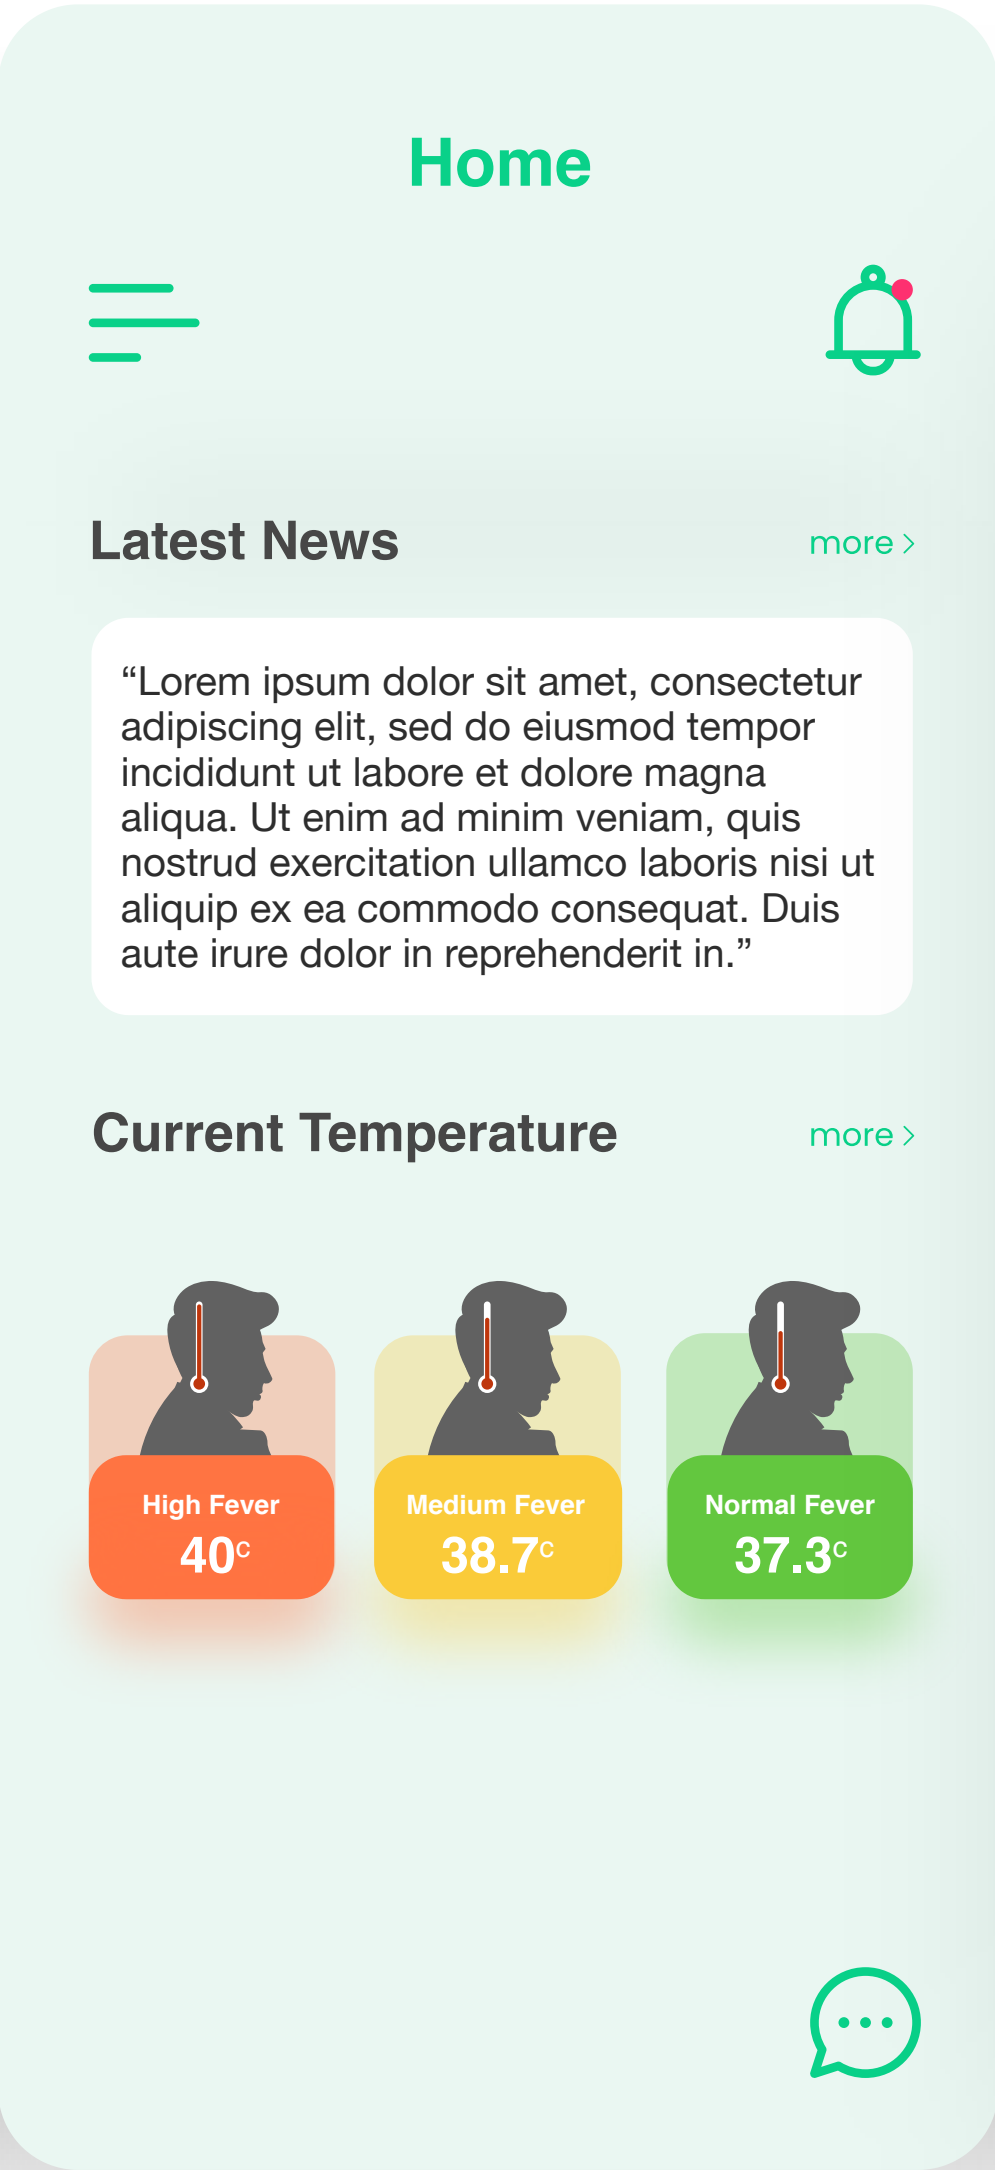 Home
Latest News
more >
“Lorem ipsum dolor sit amet, consectetur
adipiscing elit, sed do eiusmod tempor
incididunt ut labore et dolore magna
aliqua. Ut enim ad minim veniam, quis
nostrud exercitation ullamco laboris nisi ut
aliquip ex ea commodo consequat. Duis
aute irure dolor in reprehenderit in.”
Current Temperature
more >
High Fever
40C
Medium Fever
38.7C
Normal Fever
37.3C